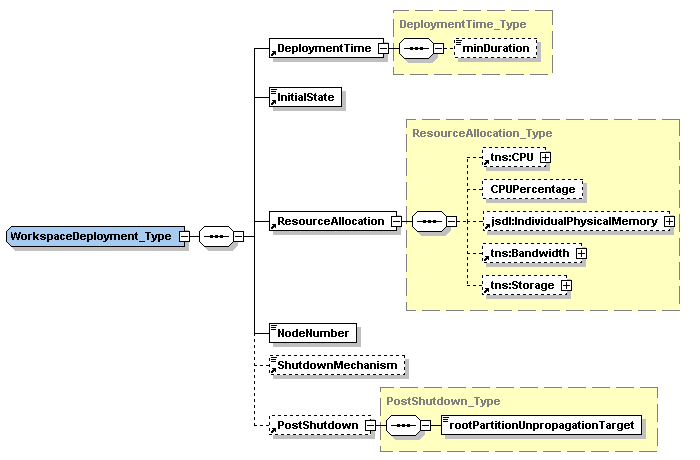 DeploymentTime_Type
DeploymentTime
minDuration
InitialState
ResourceAllocation_Type
tns:CPU
CPUPercentage
WorkspaceDeployment_Type
ResourceAllocation
jsdl:IndividualPhysicalMemory
tns:Bandwidth
tns:Storage
NodeNumber
ShutdownMechanism
PostShutdown_Type
PostShutdown
rootPartitionUnpropagationTarget